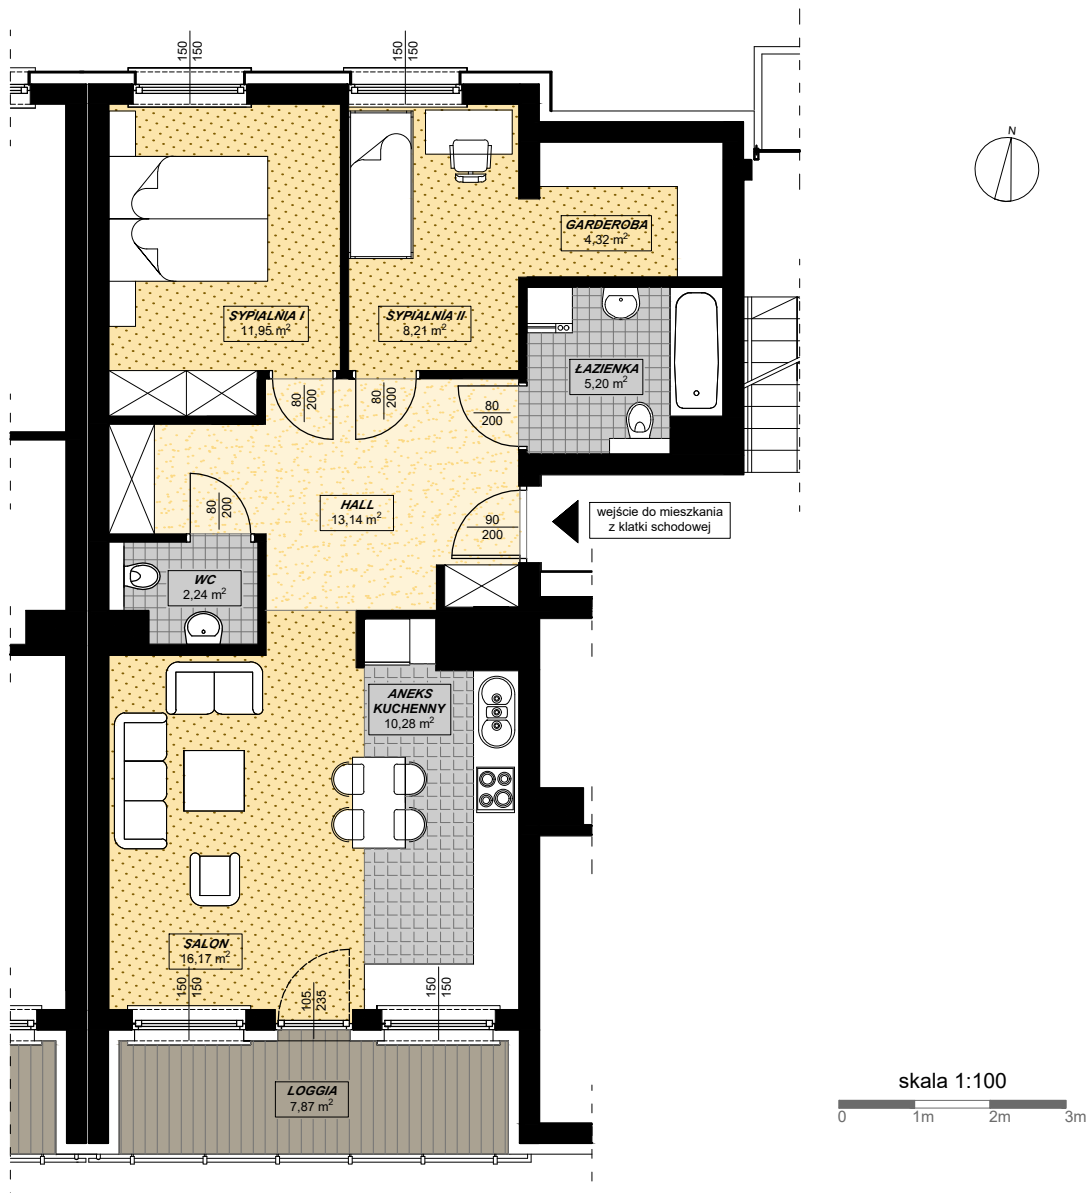 150
150
150
150
N
GARDEROBA
4,32 m²
SYPIALNIA I
11,95 m²
SYPIALNIA II
8,21 m²
ŁAZIENKA
5,20 m²
80
200
80
200
80
200
80
200
HALL
13,14 m²
90
200
wejście do mieszkania
z klatki schodowej
WC
2,24 m²
ANEKS
KUCHENNY
10,28 m²
SALON
16,17 m²
150
150
105
235
150
150
LOGGIA
7,87 m²
skala 1:100
0 1m 2m 3m